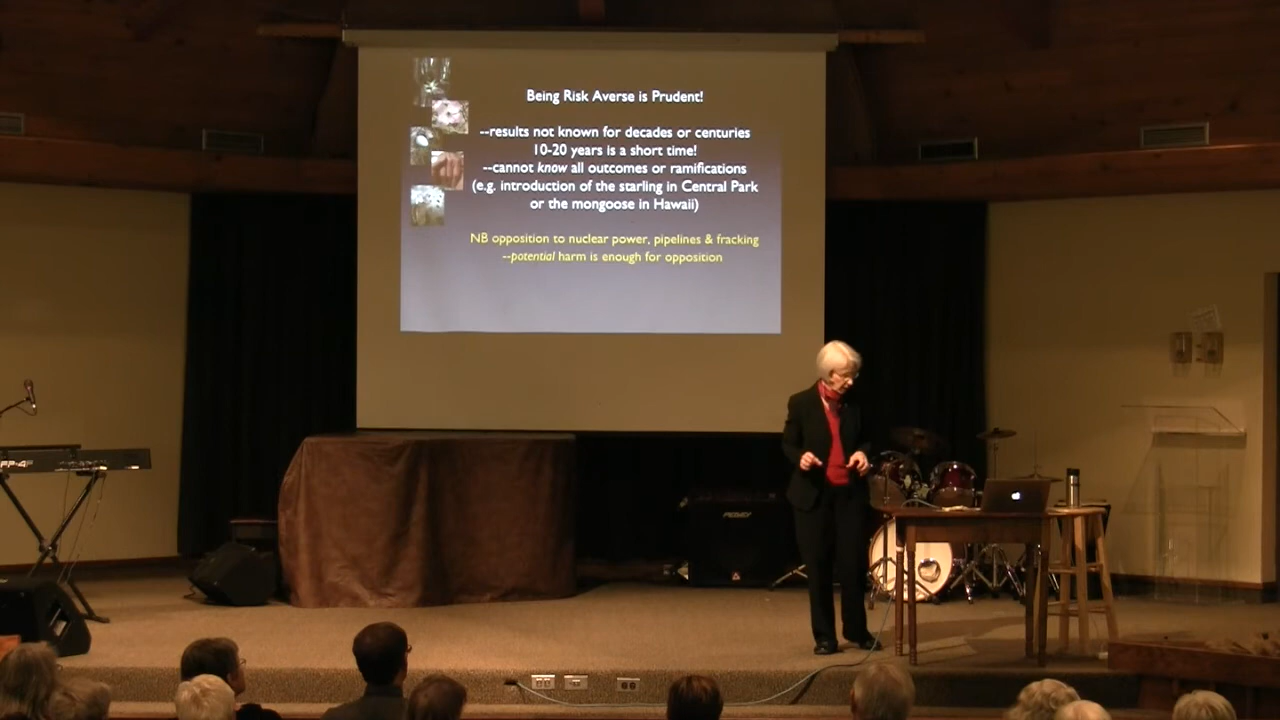 Being Risk Averse is Prudent!
--results not known for decades or centuries
10-20 years is a short time!
--cannot know all outcomes or ramifications
(e.g. introduction of the starling in Central Park
or the mongoose in Hawaii)
NB opposition to nuclear power, pipelines & fracking
--potential harm is enough for opposition
PEAVEY